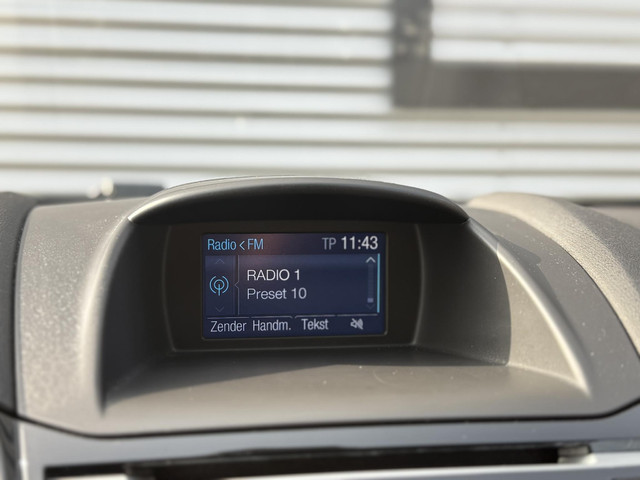 Radio < FM TP 11:43
RADIO 1
Preset 10
Zender Handm. Tekst